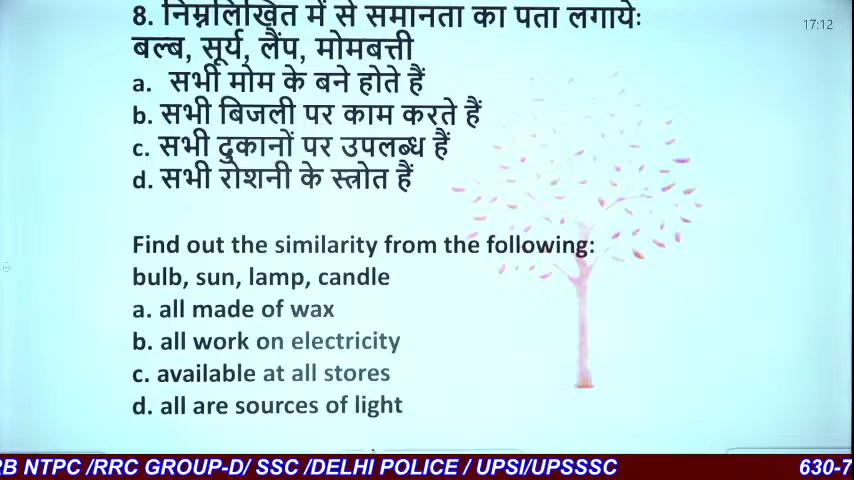 17:12
8. निम्नलिखित में से समानता का पता लगायेः
बल्ब, सूर्य, लैंप, मोमबत्ती
a. सभी मोम के बने होते हैं
b. सभी बिजली पर काम करते हैं
c. सभी दुकानों पर उपलब्ध हैं
d. सभी रोशनी के स्त्रोत हैं
Find out the similarity from the following:
bulb, sun, lamp, candle
a. all made of wax
b. all work on electricity
c. available at all stores
d. all are sources of light
RB NTPC /RRC GROUP-D/ SSC /DELHI POLICE / UPSI/UPSSSC 630-7